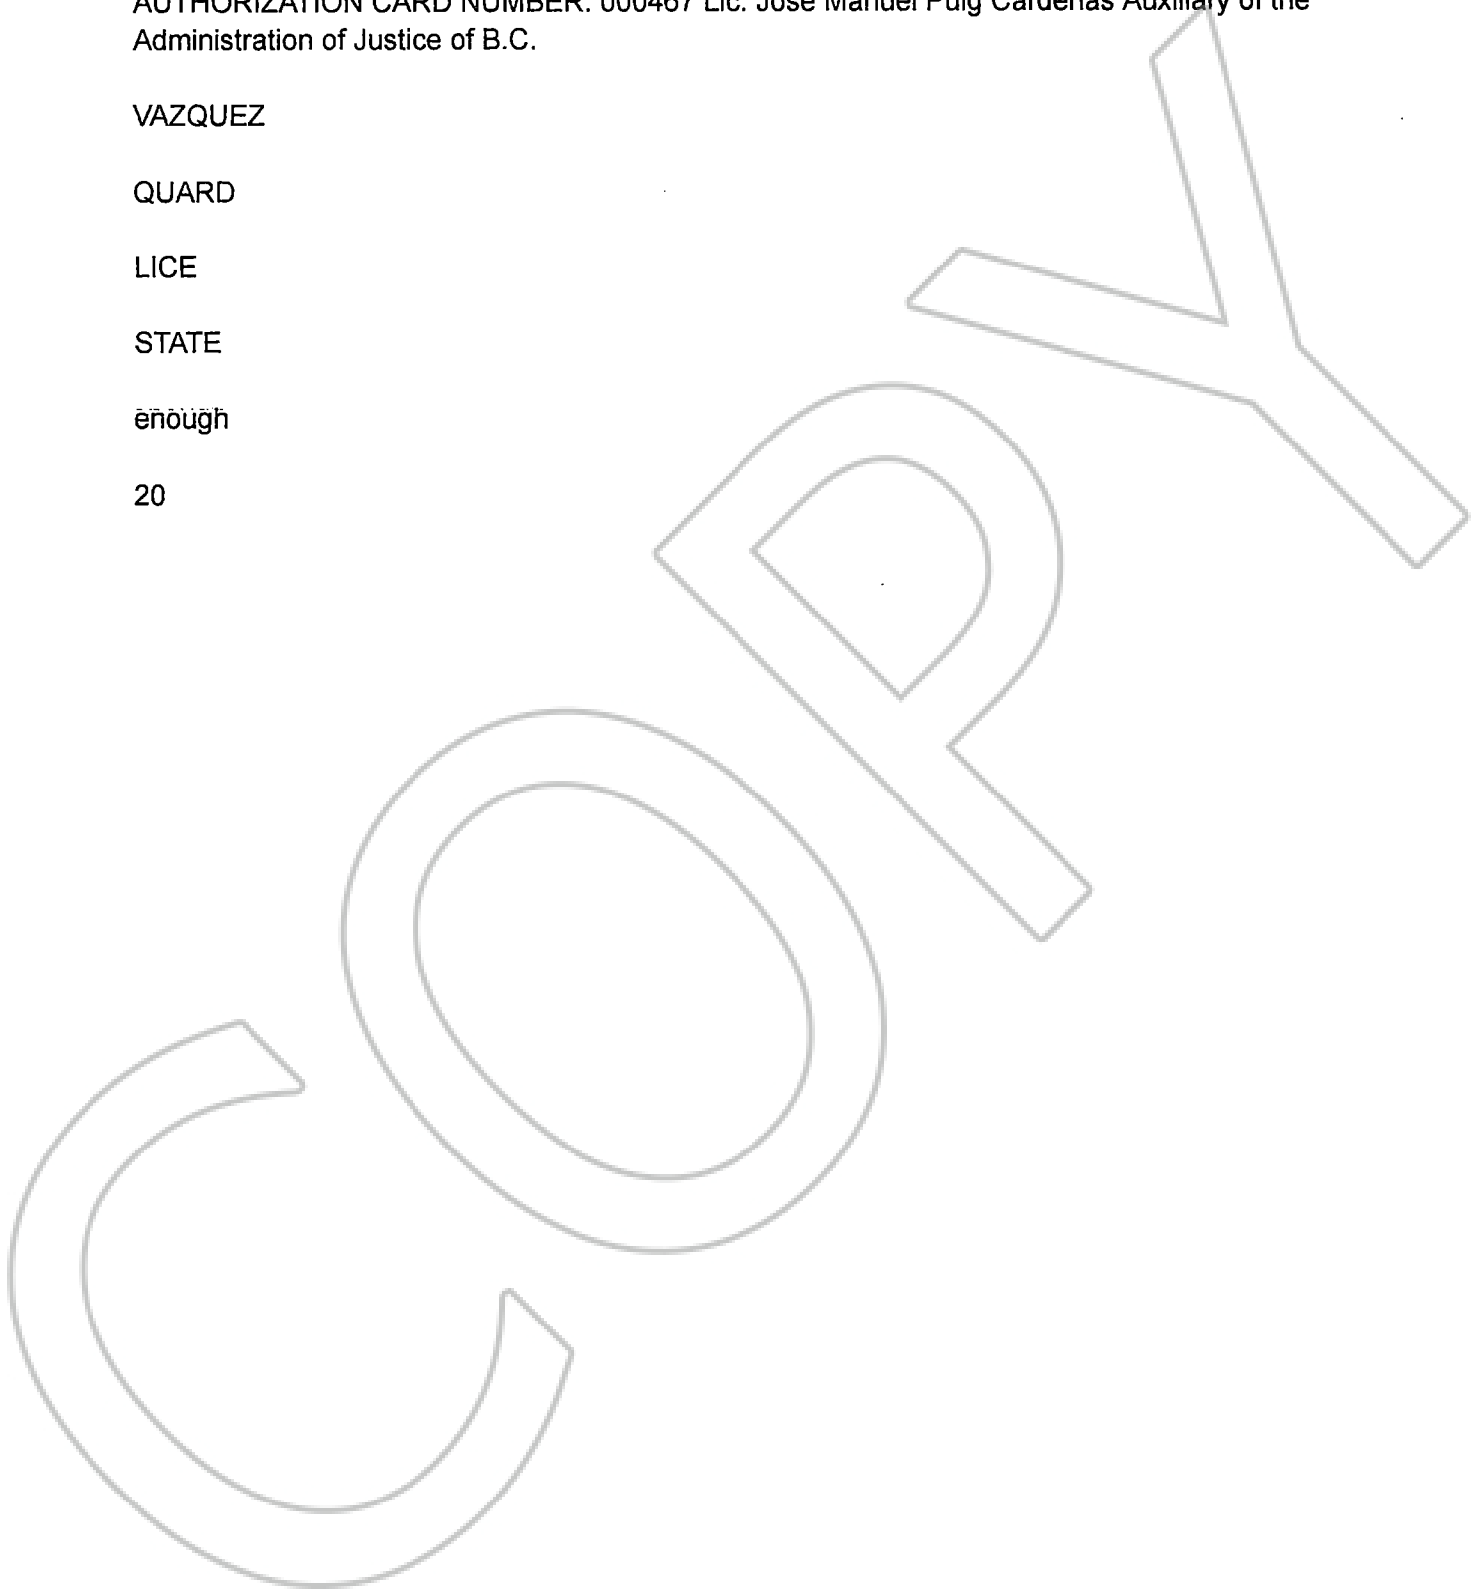 AUTHORIZATION CARD NUMBER: 000467 Lic. Jose Manuel Puig Cardenas Auxiliary of the
Administration of Justice of B.C.
VAZQUEZ
QUARD
LICE
STATE
enough
20
COPY